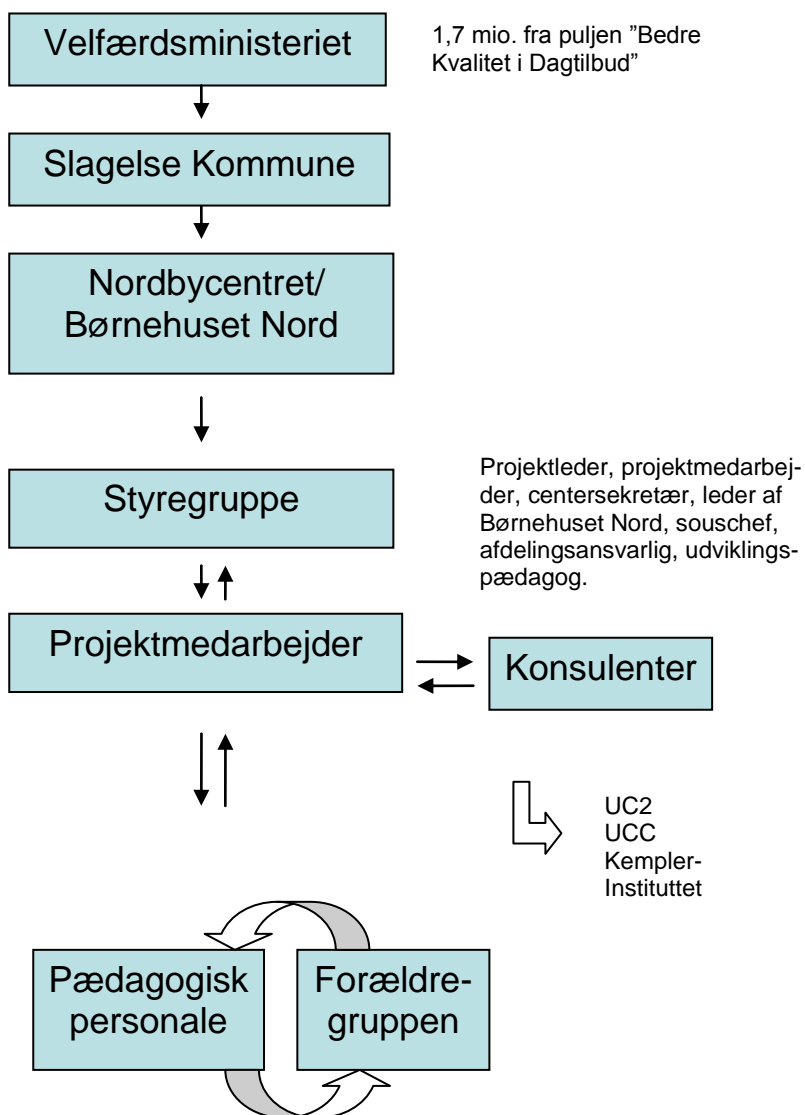 Velfærdsministeriet
1,7 mio. fra puljen ”Bedre
Kvalitet i Dagtilbud”
Slagelse Kommune
Nordbycentret/
Børnehuset Nord
Styregruppe
Projektleder, projektmedarbej-
der, centersekretær, leder af
Børnehuset Nord, souschef,
afdelingsansvarlig, udviklings-
pædagog.
Projektmedarbejder
Konsulenter
UC2
UCC
Kempler-
Instituttet
Pædagogisk
personale
Forældre-
gruppen